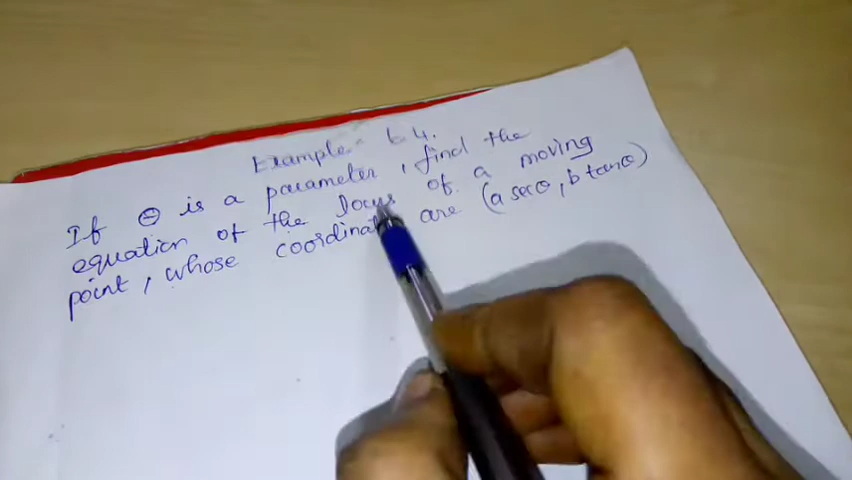 Example 6.4.
If Θ is a parameter, find the
equation of the locus of a moving
point, whose coordinat are (a secθ, b tanθ)